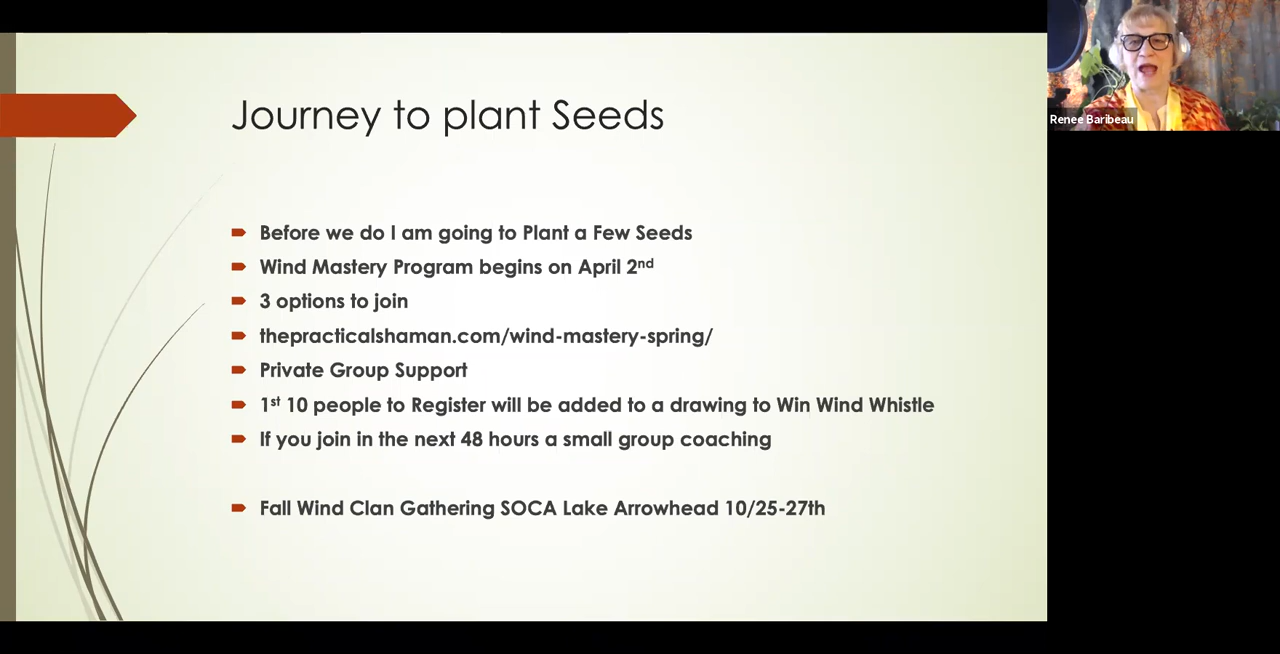 Journey to plant Seeds
Before we do I am going to Plant a Few Seeds
Wind Mastery Program begins on April 2nd
3 options to join
thepracticalshaman.com/wind-mastery-spring/
Private Group Support
1st 10 people to Register will be added to a drawing to Win Wind Whistle
If you join in the next 48 hours a small group coaching
Fall Wind Clan Gathering SOCA Lake Arrowhead 10/25-27th
Renee Baribeau